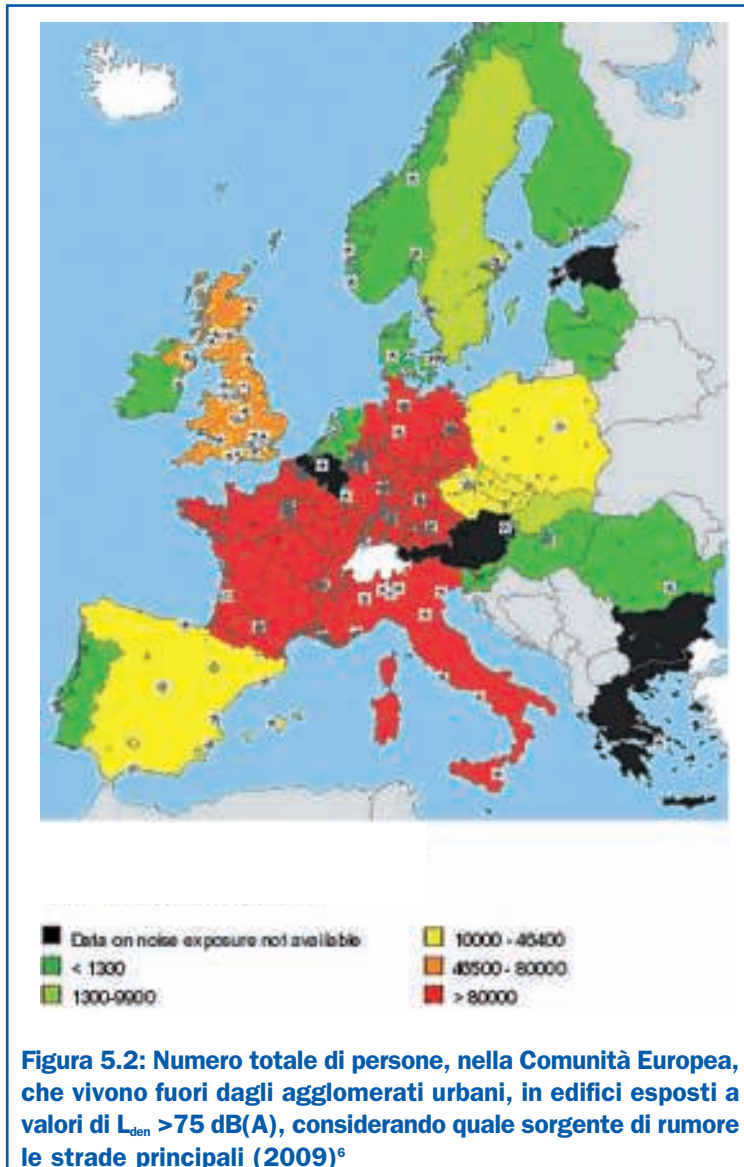 Data on noise exposure not available
< 1300
1300-9900
10000 - 46400
46500 - 80000
> 80000
Figura 5.2: Numero totale di persone, nella Comunità Europea,
che vivono fuori dagli agglomerati urbani, in edifici esposti a
valori di Lden >75 dB(A), considerando quale sorgente di rumore
le strade principali (2009)6